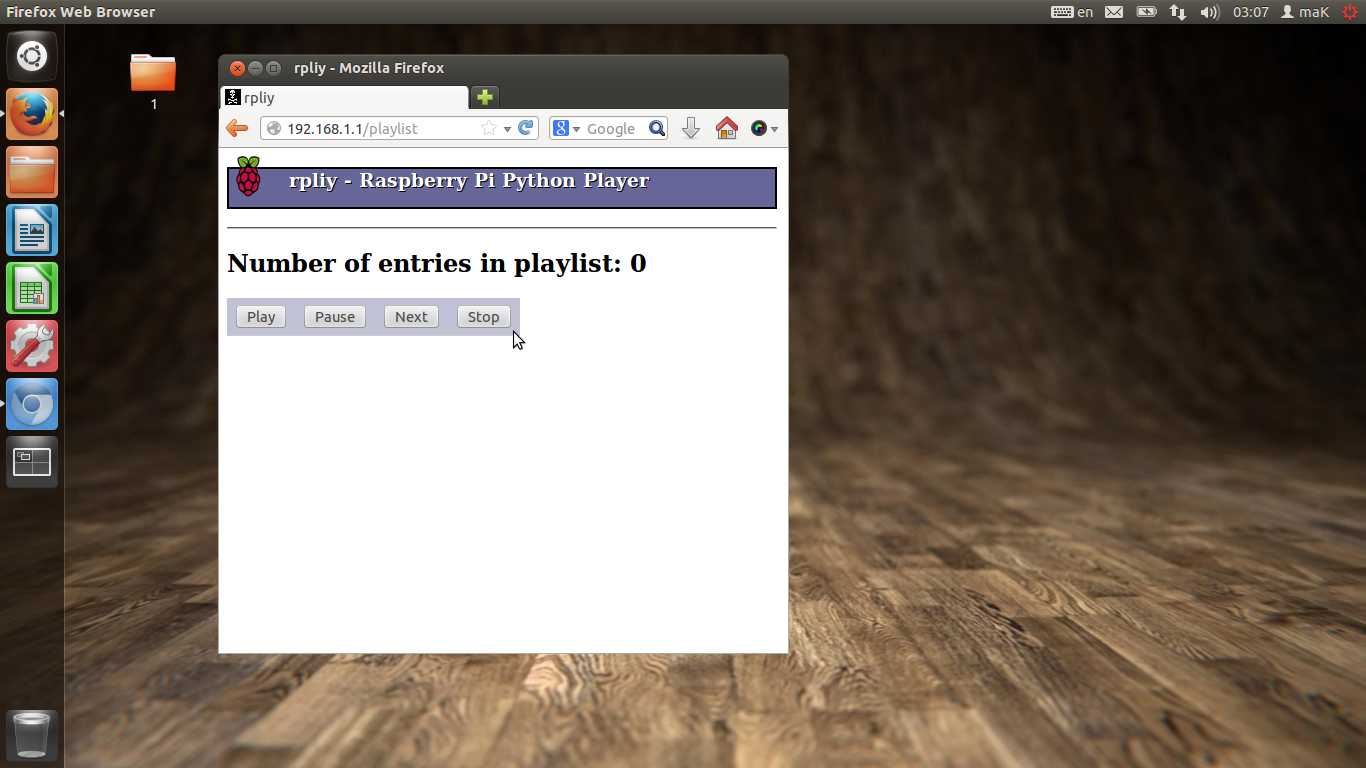 Firefox Web Browser
en
03:07
maK
1
rpliy - Mozilla Firefox
rpliy
192.168.1.1/playlist
Google
rpliy - Raspberry Pi Python Player
Number of entries in playlist: 0
Play Pause Next Stop